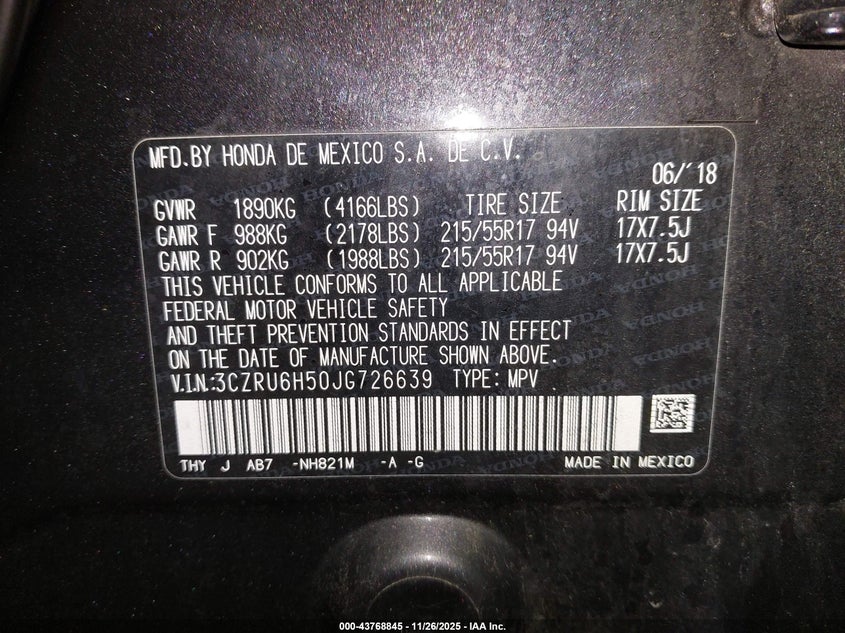 MFD.BY HONDA DE MEXICO S.A. DE C.V.
06/'18
GVWR 1890KG (4166LBS) TIRE SIZE RIM SIZE
GAWR F 988KG (2178LBS) 215/55R17 94V 17X7.5J
GAWR R 902KG (1988LBS) 215/55R17 94V 17X7.5J
THIS VEHICLE CONFORMS TO ALL APPLICABLE
FEDERAL MOTOR VEHICLE SAFETY
AND THEFT PREVENTION STANDARDS IN EFFECT
ON THE DATE OF MANUFACTURE SHOWN ABOVE.
V.I.N.:3CZRU6H50JG726639 TYPE: MPV
THY J AB7 -NH821M -A -G MADE IN MEXICO
000-43768845 - 11/26/2025 - IAA Inc.